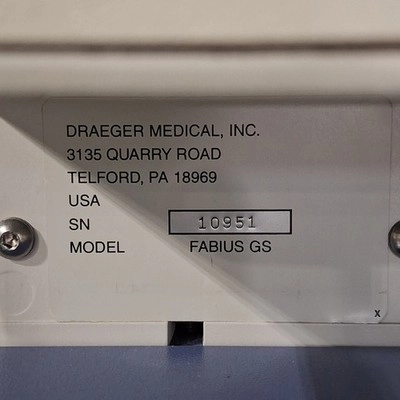 DRAEGER MEDICAL, INC.
3135 QUARRY ROAD
TELFORD, PA 18969
USA
SN 10951
MODEL FABIUS GS
x